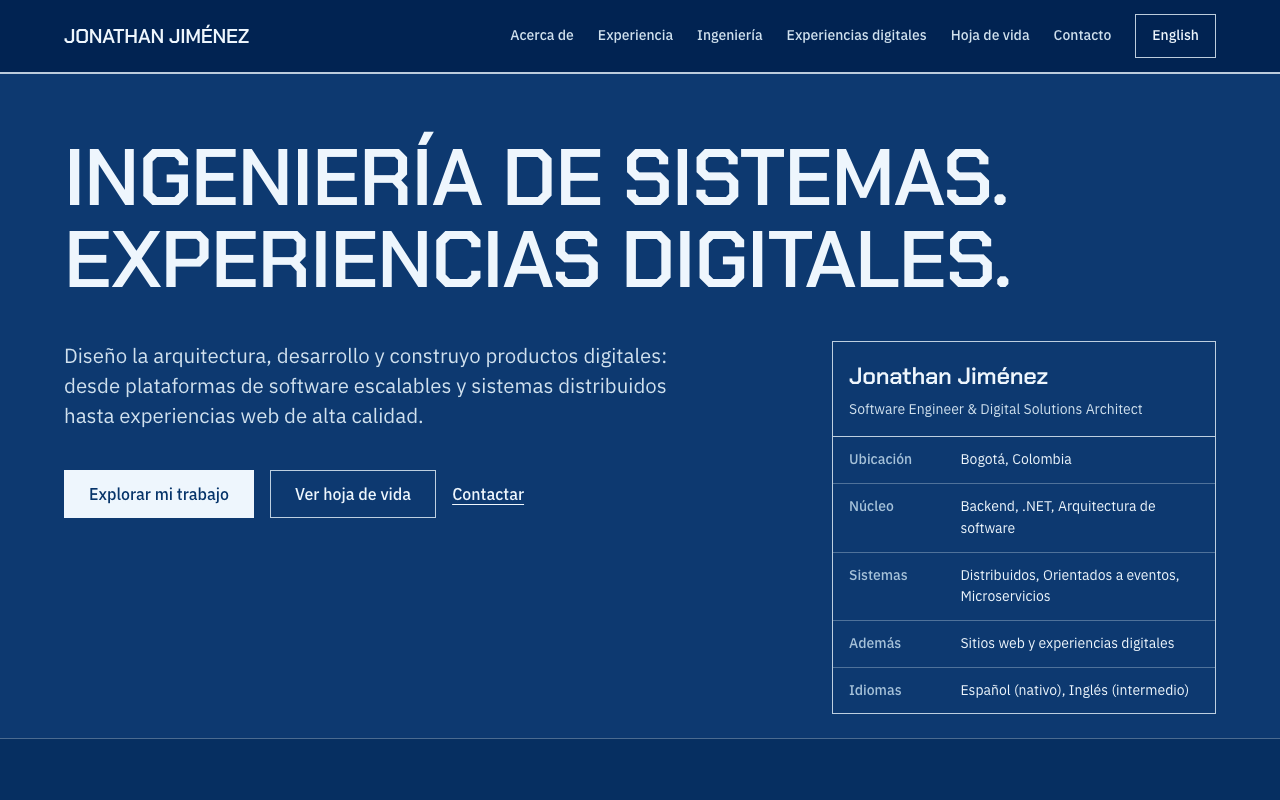 JONATHAN JIMÉNEZ
Acerca de
Experiencia
Ingeniería
Experiencias digitales
Hoja de vida
Contacto
English
INGENIERÍA DE SISTEMAS.
EXPERIENCIAS DIGITALES.
Diseño la arquitectura, desarrollo y construyo productos digitales:
desde plataformas de software escalables y sistemas distribuidos
hasta experiencias web de alta calidad.
Explorar mi trabajo
Ver hoja de vida
Contactar
Jonathan Jiménez
Software Engineer & Digital Solutions Architect
Ubicación
Bogotá, Colombia
Núcleo
Backend, .NET, Arquitectura de
software
Sistemas
Distribuidos, Orientados a eventos,
Microservicios
Además
Sitios web y experiencias digitales
Idiomas
Español (nativo), Inglés (intermedio)